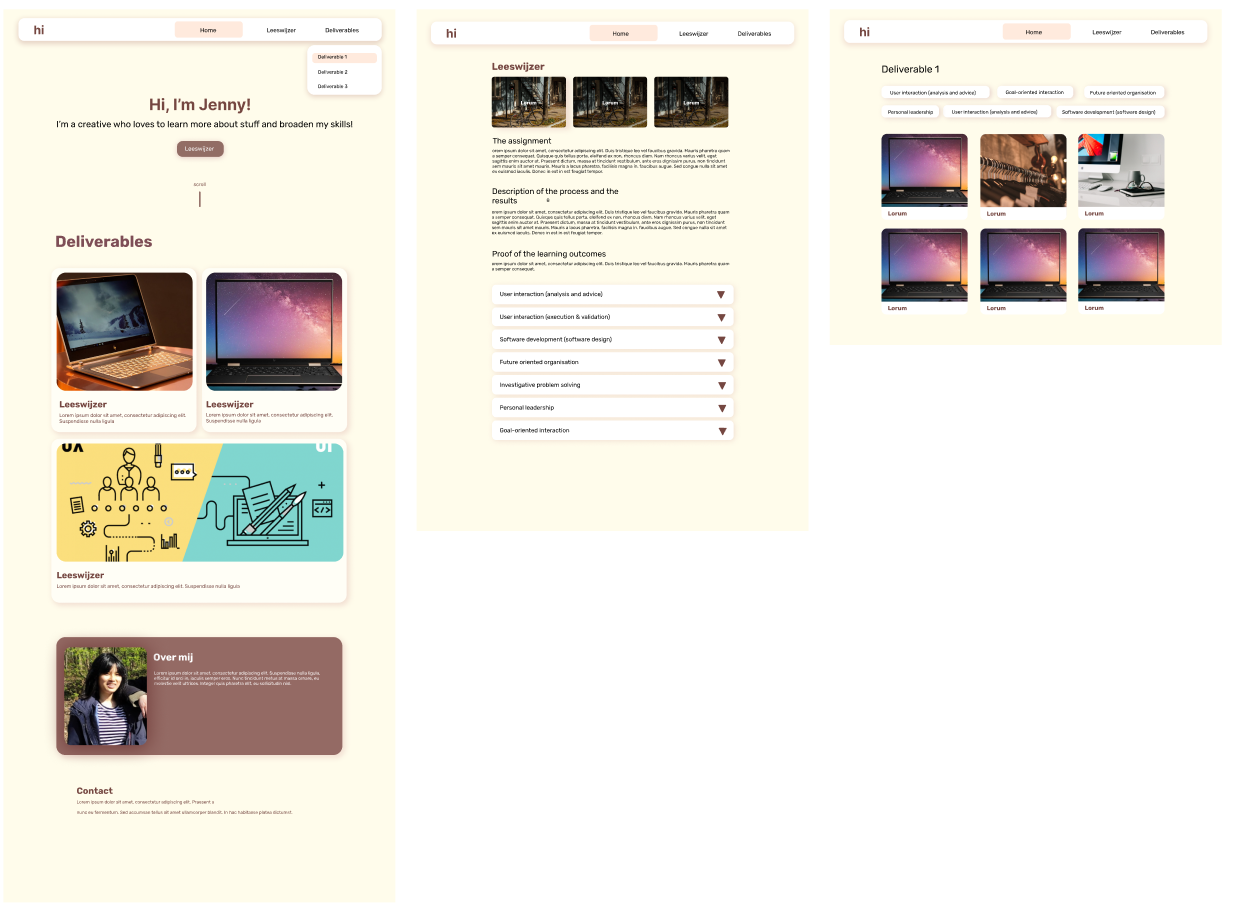 hi
Home
Leeswijzer
Deliverables
Deliverable 1
Deliverable 2
Deliverable 3
Hi, I'm Jenny!
I'm a creative who loves to learn more about stuff and broaden my skills!
Leeswijzer
scroll
Deliverables
Leeswijzer
Lorem ipsum dolor sit amet, consectetur adipiscing elit.
Suspendisse nulla ligula
Leeswijzer
Lorem ipsum dolor sit amet, consectetur adipiscing elit.
Suspendisse nulla ligula
UX
UI
Leeswijzer
Lorem ipsum dolor sit amet, consectetur adipiscing elit. Suspendisse nulla ligula
Over mij
Lorem ipsum dolor sit amet, consectetur adipiscing elit. Suspendisse nulla ligula,
efficitur id orci in, iaculis semper eros. Nunc tincidunt metus at massa ornare, eu
Contact
Lorem ipsum dolor sit amet, consectetur adipiscing elit. Praesent a
nunc eu fermentum. Sed accumsan tellus sit amet ullamcorper blandit. In hac habitasse platea dictumst.
hi
Home
Leeswijzer
Deliverables
Leeswijzer
Lorum
Lorum
Lorum
The assignment
orem ipsum dolor sit amet, consectetur adipiscing elit. Duis tristique leo vel faucibus gravida. Mauris pharetra quam
a semper consequat. Quisque quis tellus porta, eleifend ex non, rhoncus diam. Nam rhoncus varius velit, eget
sagittis enim auctor at. Praesent dictum, massa at tincidunt vestibulum, ante eros dignissim purus, non tincidunt
sem mauris sit amet mauris. Mauris a lacus pharetra, facilisis magna in, faucibus augue. Sed congue nulla sit amet
ex euismod iaculis. Donec in est in est feugiat tempor.
Description of the process and the
results
orem ipsum dolor sit amet, consectetur adipiscing elit. Duis tristique leo vel faucibus gravida. Mauris pharetra quam
a semper consequat. Quisque quis tellus porta, eleifend ex non, rhoncus diam. Nam rhoncus varius velit, eget
sagittis enim auctor at. Praesent dictum, massa at tincidunt vestibulum, ante eros dignissim purus, non tincidunt
sem mauris sit amet mauris. Mauris a lacus pharetra, facilisis magna in, faucibus augue. Sed congue nulla sit amet
ex euismod iaculis. Donec in est in est feugiat tempor.
Proof of the learning outcomes
orem ipsum dolor sit amet, consectetur adipiscing elit. Duis tristique leo vel faucibus gravida. Mauris pharetra quam
a semper consequat.
User interaction (analysis and advice)
User interaction (execution & validation)
Software development (software design)
Future oriented organisation
Investigative problem solving
Personal leadership
Goal-oriented interaction
hi
Home
Leeswijzer
Deliverables
Deliverable 1
User interaction (analysis and advice)
Goal-oriented interaction
Future oriented organisation
Personal leadership
User interaction (analysis and advice)
Software development (software design)
Lorum
Lorum
Lorum
Lorum
Lorum
Lorum